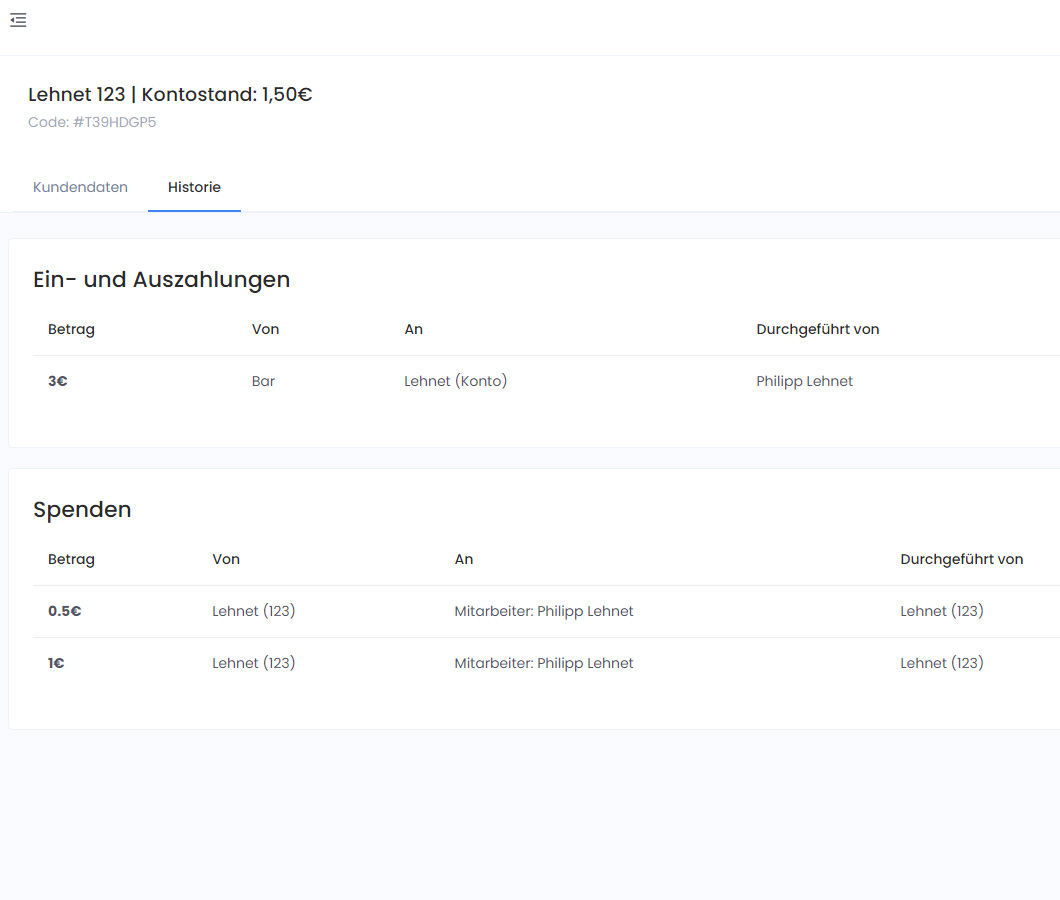 Lehnet 123 | Kontostand: 1,50€
Code: #T39HDGP5
Kundendaten Historie
Ein- und Auszahlungen
Betrag Von An Durchgeführt von
3€ Bar Lehnet (Konto) Philipp Lehnet
Spenden
Betrag Von An Durchgeführt von
0.5€ Lehnet (123) Mitarbeiter: Philipp Lehnet Lehnet (123)
1€ Lehnet (123) Mitarbeiter: Philipp Lehnet Lehnet (123)